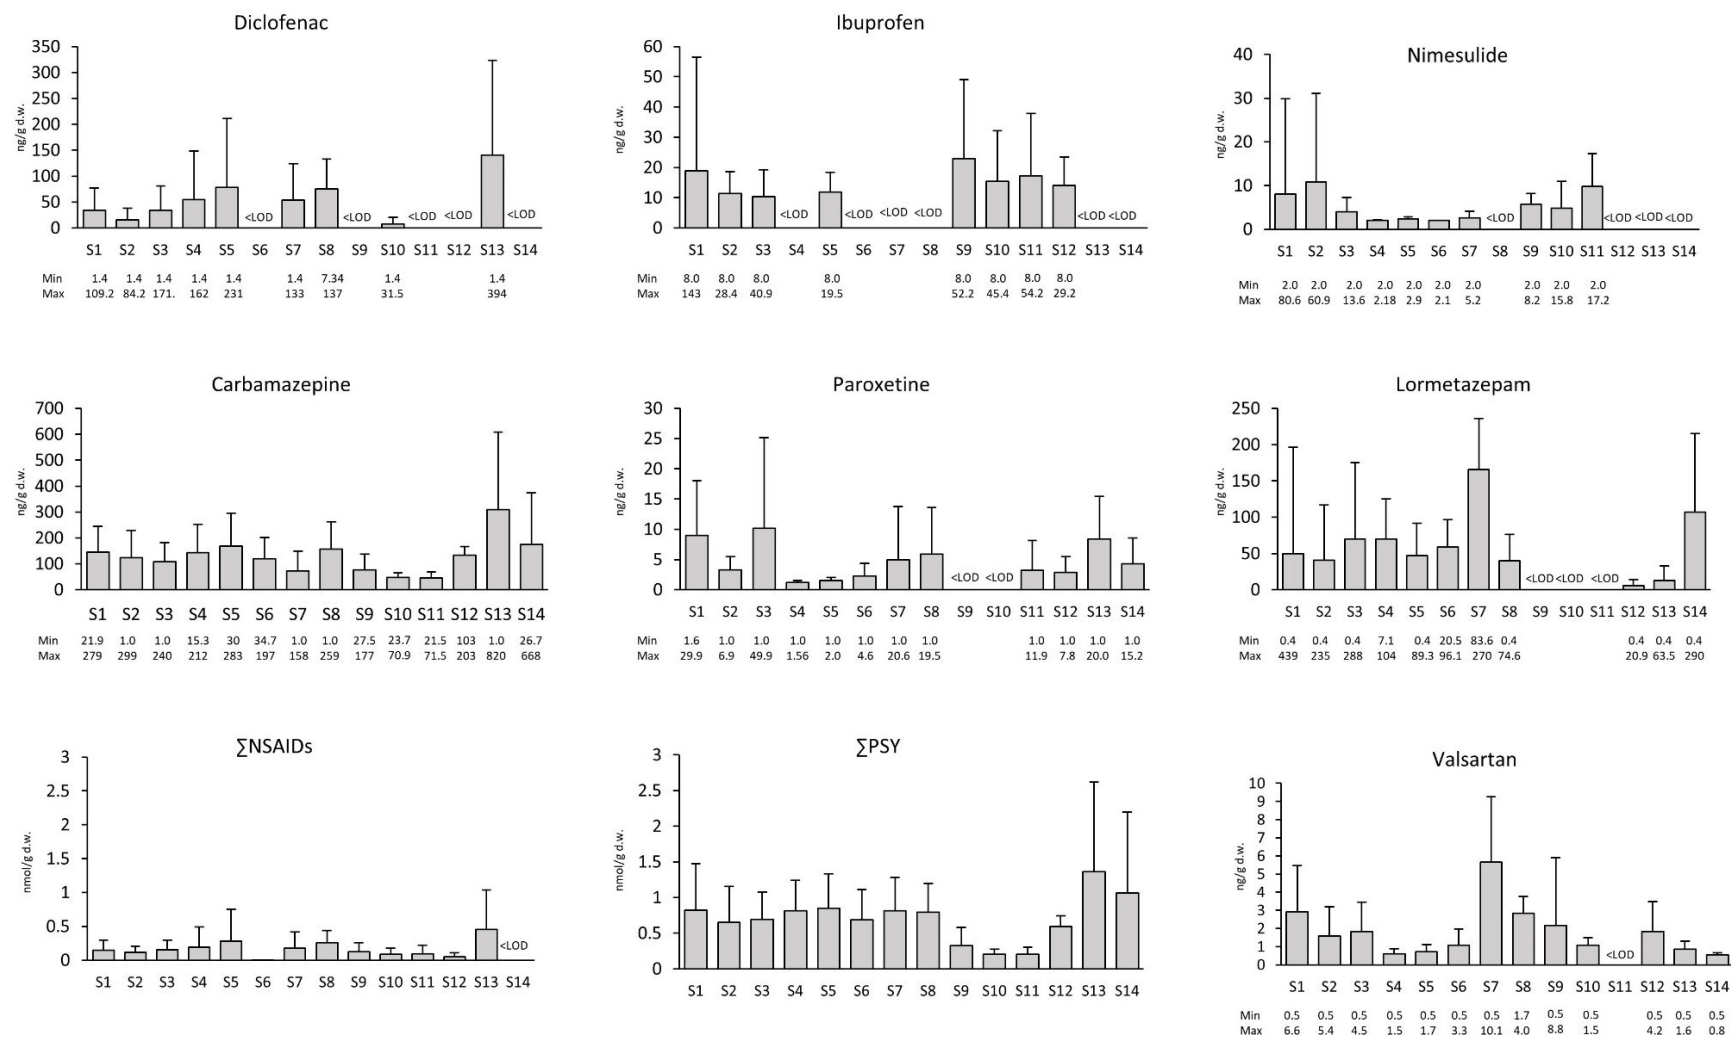 Diclofenac
350
300
250
200
150
100
50
0
ng/g d.w.
<LOD <LOD <LOD <LOD <LOD
S1 S2 S3 S4 S5 S6 S7 S8 S9 S10 S11 S12 S13 S14
Min 1.4 1.4 1.4 1.4 1.4 1.4 7.34 1.4 1.4
Max 109.2 84.2 171. 162 231 133 137 31.5 394
Ibuprofen
60
50
40
30
20
10
0
ng/g d.w.
<LOD <LOD <LOD <LOD <LOD <LOD
S1 S2 S3 S4 S5 S6 S7 S8 S9 S10 S11 S12 S13 S14
Min 8.0 8.0 8.0 8.0 8.0 8.0 8.0 8.0
Max 143 28.4 40.9 19.5 52.2 45.4 54.2 29.2
Nimesulide
40
30
20
10
0
ng/g d.w.
<LOD <LOD <LOD <LOD
S1 S2 S3 S4 S5 S6 S7 S8 S9 S10 S11 S12 S13 S14
Min 2.0 2.0 2.0 2.0 2.0 2.0 2.0 2.0 2.0 2.0
Max 80.6 60.9 13.6 2.18 2.9 2.1 5.2 8.2 15.8 17.2
Carbamazepine
700
600
500
400
300
200
100
0
ng/g d.w.
S1 S2 S3 S4 S5 S6 S7 S8 S9 S10 S11 S12 S13 S14
Min 21.9 1.0 1.0 15.3 30 34.7 1.0 1.0 27.5 23.7 21.5 103 1.0 26.7
Max 279 299 240 212 283 197 158 259 177 70.9 71.5 203 820 668
Paroxetine
30
25
20
15
10
5
0
ng/g d.w.
<LOD <LOD
S1 S2 S3 S4 S5 S6 S7 S8 S9 S10 S11 S12 S13 S14
Min 1.6 1.0 1.0 1.0 1.0 1.0 1.0 1.0 1.0 1.0 1.0 1.0
Max 29.9 6.9 49.9 1.56 2.0 4.6 20.6 19.5 11.9 7.8 20.0 15.2
Lormetazepam
250
200
150
100
50
0
ng/g d.w.
<LOD <LOD <LOD
S1 S2 S3 S4 S5 S6 S7 S8 S9 S10 S11 S12 S13 S14
Min 0.4 0.4 0.4 7.1 0.4 20.5 83.6 0.4 0.4 0.4 0.4
Max 439 235 288 104 89.3 96.1 270 74.6 20.9 63.5 290
∑NSAIDs
3
2.5
2
1.5
1
0.5
0
nmol/g d.w.
<LOD
S1 S2 S3 S4 S5 S6 S7 S8 S9 S10 S11 S12 S13 S14
∑PSY
3
2.5
2
1.5
1
0.5
0
nmol/g d.w.
S1 S2 S3 S4 S5 S6 S7 S8 S9 S10 S11 S12 S13 S14
Valsartan
10
9
8
7
6
5
4
3
2
1
0
ng/g d.w.
<LOD
S1 S2 S3 S4 S5 S6 S7 S8 S9 S10 S11 S12 S13 S14
Min 0.5 0.5 0.5 0.5 0.5 0.5 0.5 1.7 0.5 0.5 0.5 0.5 0.5
Max 6.6 5.4 4.5 1.5 1.7 3.3 10.1 4.0 8.8 1.5 4.2 1.6 0.8